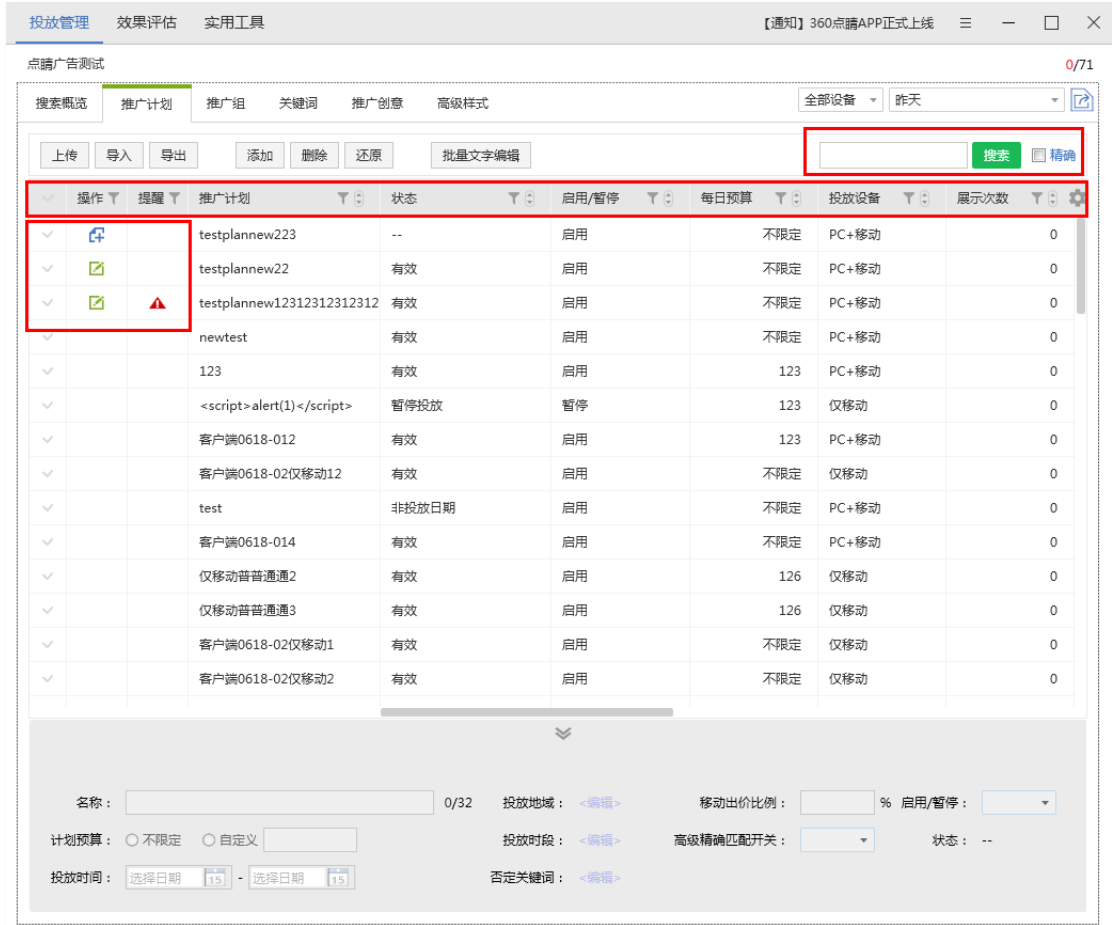 投放管理 效果评估 实用工具 【通知】360点睛APP正式上线
点睛广告测试 0/71
搜索概览 推广计划 推广组 关键词 推广创意 高级样式 全部设备 昨天
上传 导入 导出 添加 删除 还原 批量文字编辑 搜索 精确
操作 提醒 推广计划 状态 启用/暂停 每日预算 投放设备 展示次数
testplannew223 -- 启用 不限定 PC+移动 0
testplannew22 有效 启用 不限定 PC+移动 0
testplannew12312312312312 有效 启用 不限定 PC+移动 0
newtest 有效 启用 不限定 PC+移动 0
123 有效 启用 123 PC+移动 0
<script>alert(1)</script> 暂停投放 暂停 123 仅移动 0
客户端0618-012 有效 启用 123 PC+移动 0
客户端0618-02仅移动12 有效 启用 不限定 仅移动 0
test 非投放日期 启用 不限定 PC+移动 0
客户端0618-014 有效 启用 不限定 PC+移动 0
仅移动普普通通2 有效 启用 126 仅移动 0
仅移动普普通通3 有效 启用 126 仅移动 0
客户端0618-02仅移动1 有效 启用 不限定 仅移动 0
客户端0618-02仅移动2 有效 启用 不限定 仅移动 0
名称： 0/32 投放地域： <编辑> 移动出价比例： % 启用/暂停：
计划预算： 不限定 自定义 投放时段： <编辑> 高级精确匹配开关： 状态： --
投放时间： 选择日期 15 - 选择日期 15 否定关键词： <编辑>